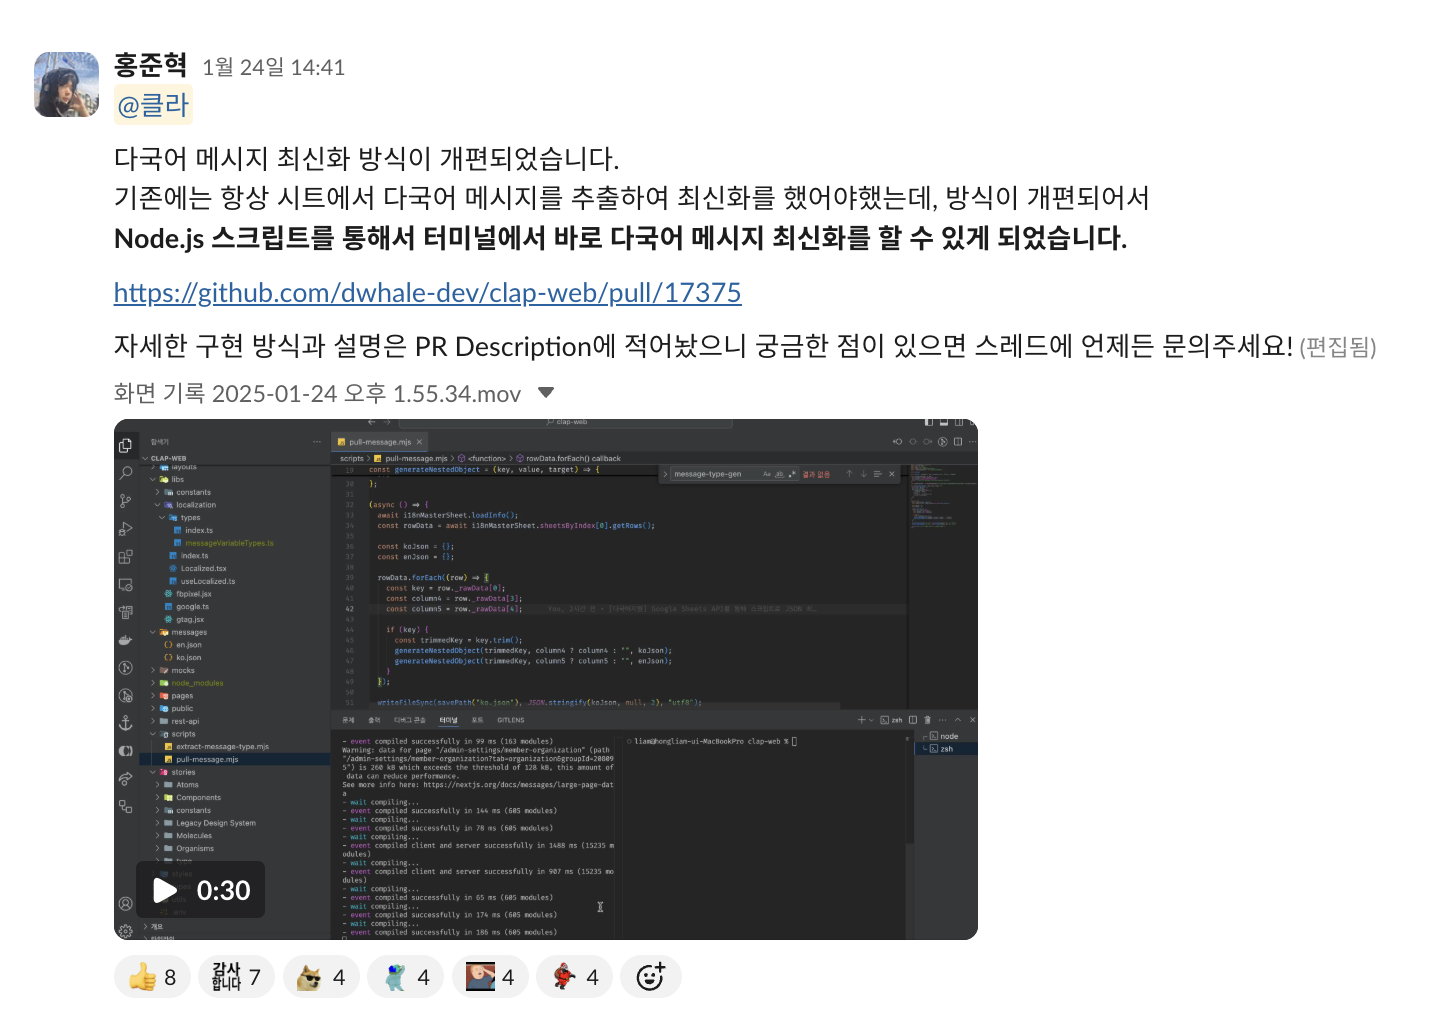 홍준혁 1월 24일 14:41
@클라
다국어 메시지 최신화 방식이 개편되었습니다.
기존에는 항상 시트에서 다국어 메시지를 추출하여 최신화를 했어야했는데, 방식이 개편되어서
Node.js 스크립트를 통해서 터미널에서 바로 다국어 메시지 최신화를 할 수 있게 되었습니다.
https://github.com/dwhale-dev/clap-web/pull/17375
자세한 구현 방식과 설명은 PR Description에 적어놨으니 궁금한 점이 있으면 스레드에 언제든 문의주세요! (편집됨)
화면 기록 2025-01-24 오후 1.55.34.mov
clap-web
탐색기
CLAP-WEB
layouts
libs
constants
localization
types
index.ts
messageVariableTypes.ts
index.ts
Localized.tsx
useLocalized.ts
fbpixel.jsx
google.ts
gtag.jsx
messages
en.json
ko.json
mocks
node_modules
pages
public
rest-api
scripts
extract-message-type.mjs
pull-message.mjs
stories
Atoms
Components
constants
Legacy Design System
Molecules
Organisms
개요
pull-message.mjs
scripts > pull-message.mjs > <function> > rowData.forEach() callback
message-type-gen Aa ab .* 결과 없음
19 const generateNestedObject = (key, value, target) => {
30 };
31
32 (async () => {
33 await i18nMasterSheet.loadInfo();
34 const rowData = await i18nMasterSheet.sheetsByIndex[0].getRows();
35
36 const koJson = {};
37 const enJson = {};
38
39 rowData.forEach((row) => {
40 const key = row._rawData[0];
41 const column4 = row._rawData[3];
42 const column5 = row._rawData[4];
43
44 if (key) {
45 const trimmedKey = key.trim();
46 generateNestedObject(trimmedKey, column4 ? column4 : "", koJson);
47 generateNestedObject(trimmedKey, column5 ? column5 : "", enJson);
48 }
49 });
50
51 writeFileSync(savePath("ko.json"), JSON.stringify(koJson, null, 2), "utf8");
문제 출력 디버그 콘솔 터미널 포트 GITLENS
zsh
- event compiled successfully in 99 ms (163 modules)
Warning: data for page "/admin-settings/member-organization" (path
"/admin-settings/member-organization?tab=organization&groupId=20809
5") is 260 kB which exceeds the threshold of 128 kB, this amount of
data can reduce performance.
See more info here: https://nextjs.org/docs/messages/large-page-dat
a
- wait compiling...
- event compiled successfully in 144 ms (605 modules)
- wait compiling...
- event compiled successfully in 78 ms (605 modules)
- wait compiling...
- event compiled client and server successfully in 1488 ms (15235 m
odules)
- wait compiling...
- event compiled client and server successfully in 907 ms (15235 mo
dules)
- wait compiling...
- event compiled successfully in 65 ms (605 modules)
- wait compiling...
- event compiled successfully in 174 ms (605 modules)
- wait compiling...
- event compiled successfully in 186 ms (605 modules)
liam@hongliam-ui-MacBookPro clap-web %
node
zsh
0:30
8
감사
합니다 7
4
4
4
4